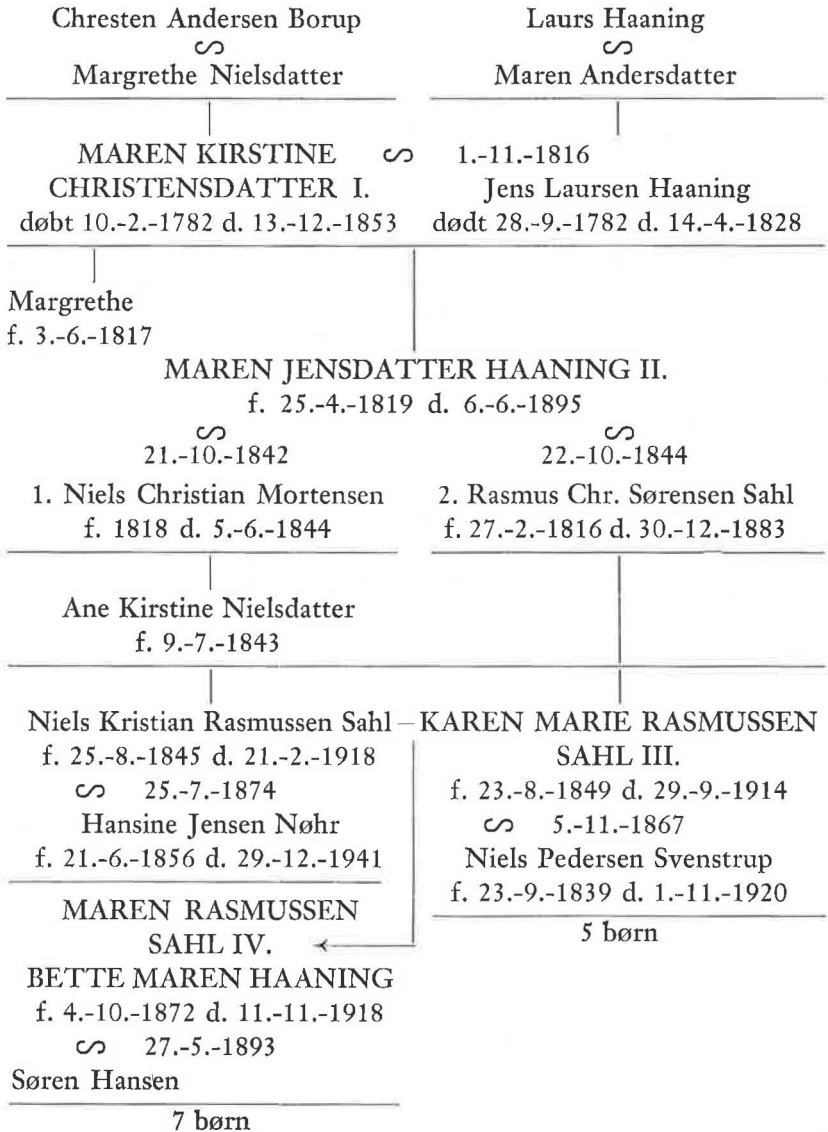 Chresten Andersen Borup
∽
Margrethe Nielsdatter
Laurs Haaning
∽
Maren Andersdatter
MAREN KIRSTINE ∽ 1.-11.-1816
CHRISTENSDATTER I.
døbt 10.-2.-1782 d. 13.-12.-1853
Jens Laursen Haaning
dødt 28.-9.-1782 d. 14.-4.-1828
Margrethe
f. 3.-6.-1817
MAREN JENSDATTER HAANING II.
f. 25.-4.-1819 d. 6.-6.-1895
∽
21.-10.-1842
1. Niels Christian Mortensen
f. 1818 d. 5.-6.-1844
∽
22.-10.-1844
2. Rasmus Chr. Sørensen Sahl
f. 27.-2.-1816 d. 30.-12.-1883
Ane Kirstine Nielsdatter
f. 9.-7.-1843
Niels Kristian Rasmussen Sahl
f. 25.-8.-1845 d. 21.-2.-1918
∽ 25.-7.-1874
Hansine Jensen Nøhr
f. 21.-6.-1856 d. 29.-12.-1941
KAREN MARIE RASMUSSEN
SAHL III.
f. 23.-8.-1849 d. 29.-9.-1914
∽ 5.-11.-1867
Niels Pedersen Svenstrup
f. 23.-9.-1839 d. 1.-11.-1920
5 børn
MAREN RASMUSSEN
SAHL IV.
BETTE MAREN HAANING
f. 4.-10.-1872 d. 11.-11.-1918
∽ 27.-5.-1893
Søren Hansen
7 børn